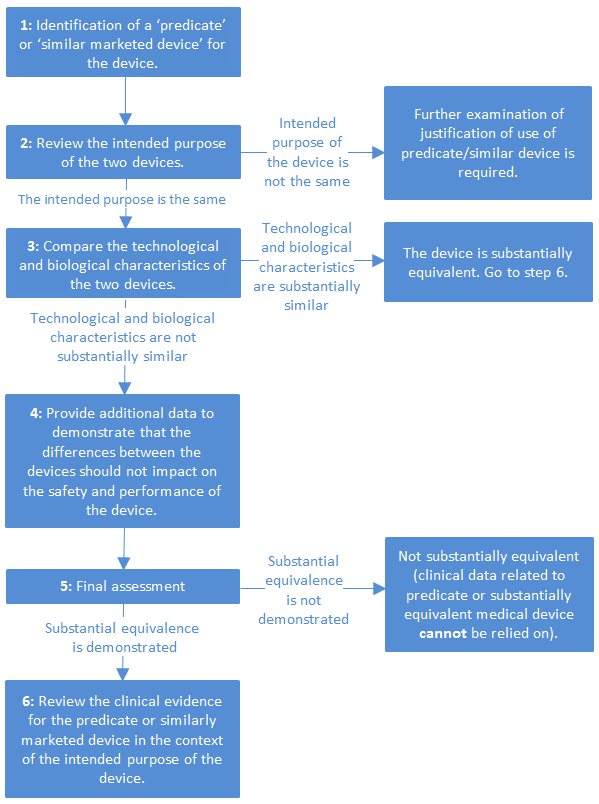 1: Identification of a ‘predicate’
or ‘similar marketed device’ for
the device.
2: Review the intended purpose
of the two devices.
Intended
purpose of
the device is
not the same
Further examination of
justification of use of
predicate/similar device is
required.
The intended purpose is the same
3: Compare the technological
and biological characteristics of
the two devices.
Technological
and biological
characteristics
are substantially
similar
The device is substantially
equivalent. Go to step 6.
Technological and biological
characteristics are not
substantially similar
4: Provide additional data to
demonstrate that the
differences between the
devices should not impact on
the safety and performance of
the device.
5: Final assessment
Substantial
equivalence
is not
demonstrated
Not substantially equivalent
(clinical data related to
predicate or substantially
equivalent medical device
cannot be relied on).
Substantial equivalence
is demonstrated
6: Review the clinical evidence
for the predicate or similarly
marketed device in the context
of the intended purpose of the
device.